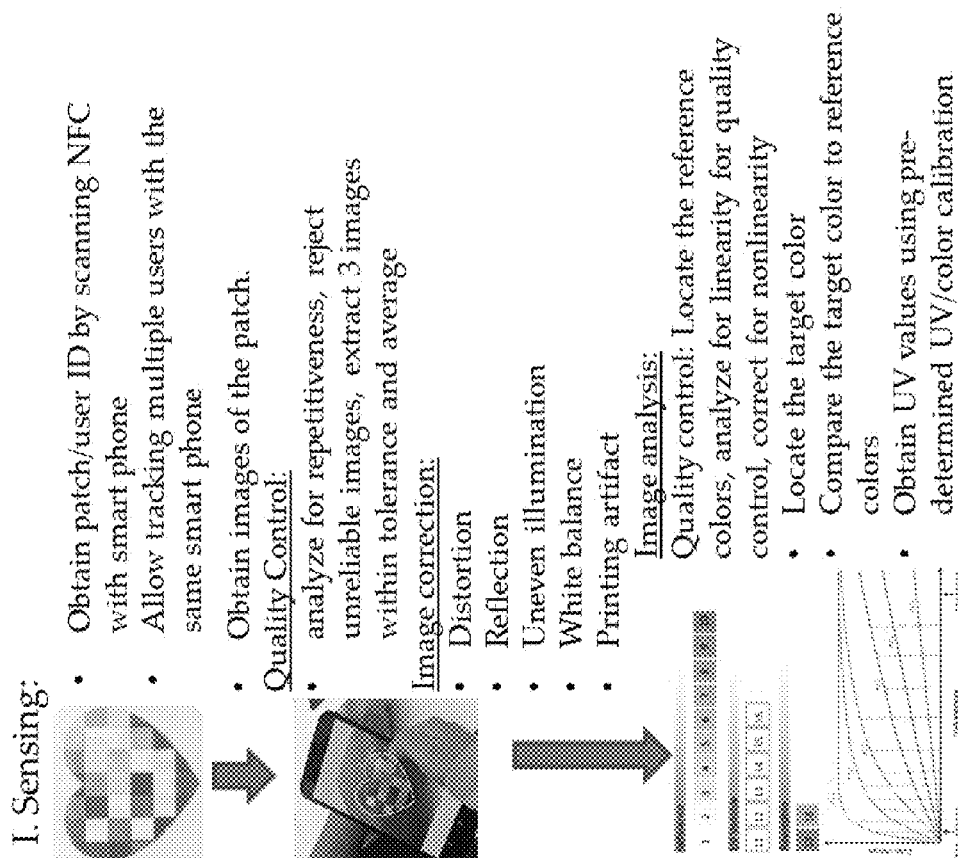 I. Sensing:
• Obtain patch/user ID by scanning NFC
with smart phone
• Allow tracking multiple users with the
same smart phone
• Obtain images of the patch.
Quality Control:
• analyze for repetitiveness, reject
unreliable images, extract 3 images
within tolerance and average
Image correction:
• Distortion
• Reflection
• Uneven illumination
• White balance
• Printing artifact
Image analysis:
Quality control: Locate the reference
colors, analyze for linearity for quality
control, correct for nonlinearity
• Locate the target color
• Compare the target color to reference
colors
• Obtain UV values using pre-
determined UV/color calibration